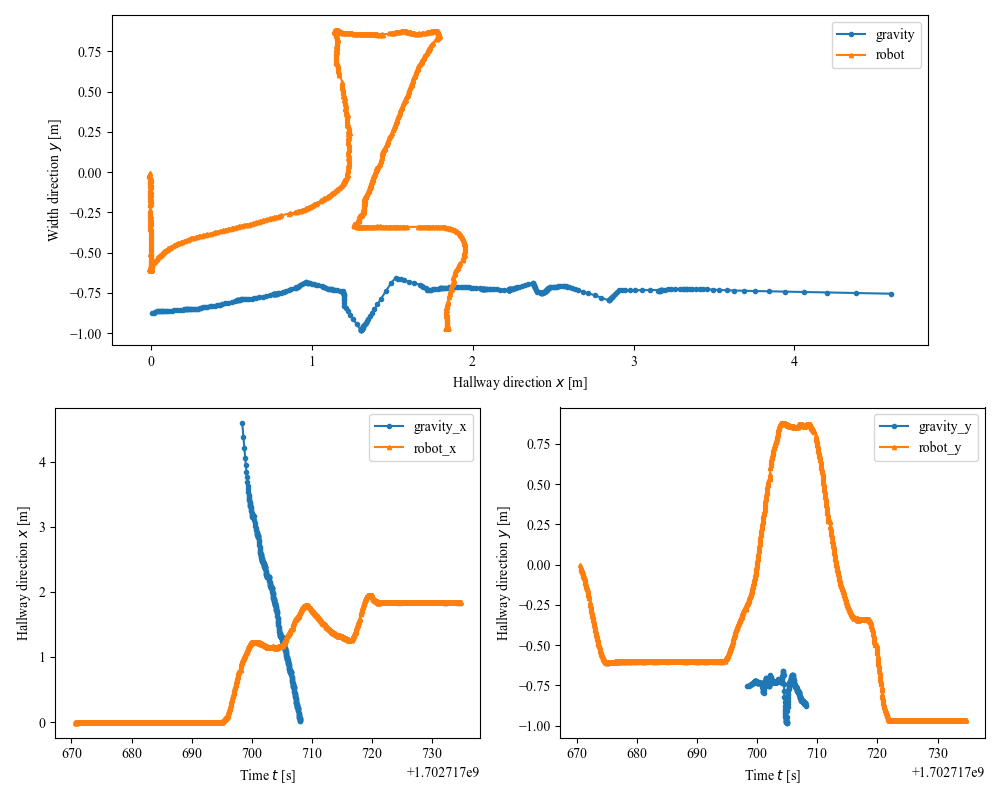 gravity
robot
Width direction y [m]
0.75
0.50
0.25
0.00
−0.25
−0.50
−0.75
−1.00
0
1
2
3
4
Hallway direction x [m]
gravity_x
robot_x
Hallway direction x [m]
4
3
2
1
0
670
680
690
700
710
720
730
+1.702717e9
Time t [s]
gravity_y
robot_y
Hallway direction y [m]
0.75
0.50
0.25
0.00
−0.25
−0.50
−0.75
−1.00
670
680
690
700
710
720
730
+1.702717e9
Time t [s]